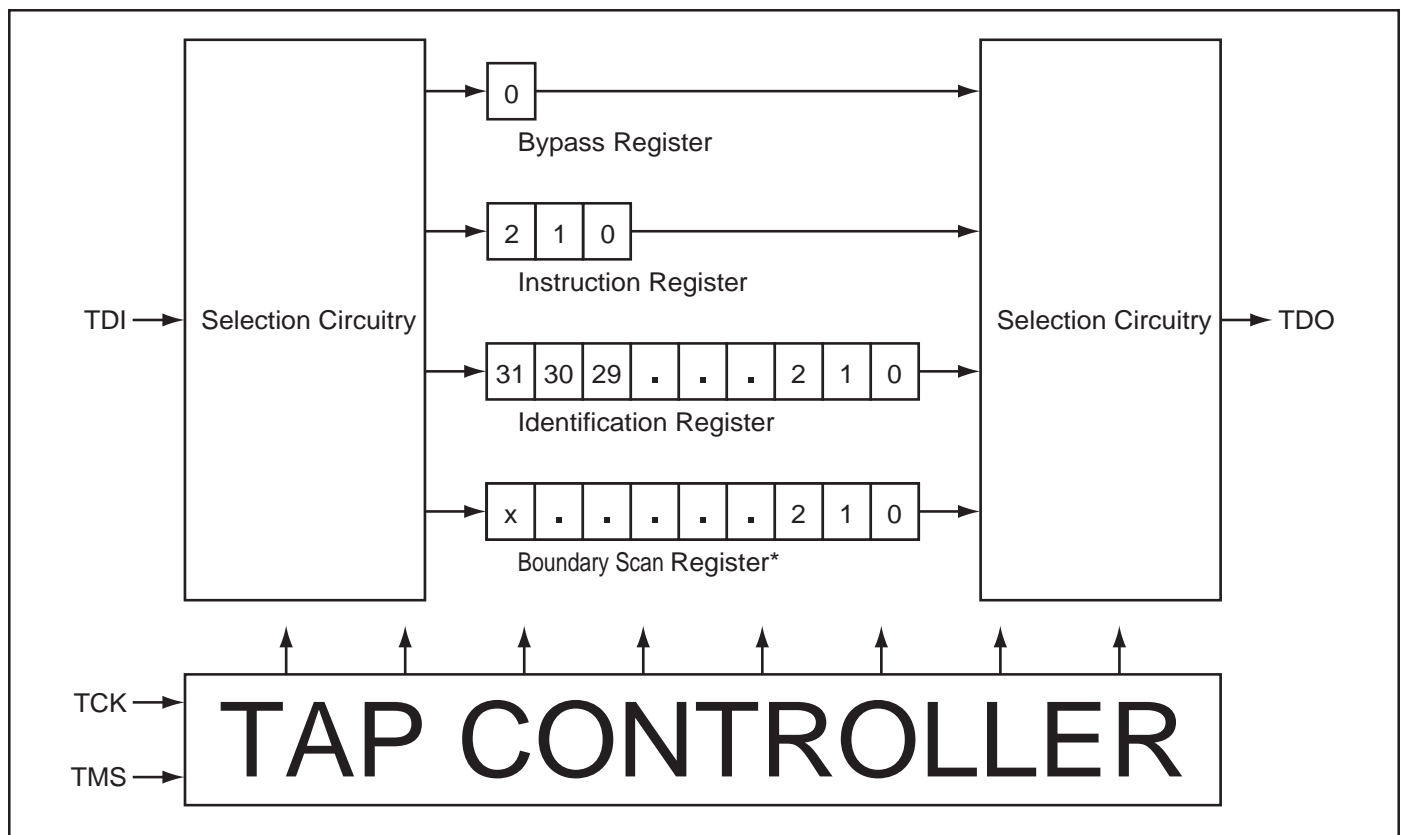 0
Bypass Register
2 1 0
Instruction Register
TDI
Selection Circuitry
Selection Circuitry
TDO
31 30 29 . . . 2 1 0
Identification Register
x . . . . . 2 1 0
Boundary Scan Register*
TCK
TAP CONTROLLER
TMS